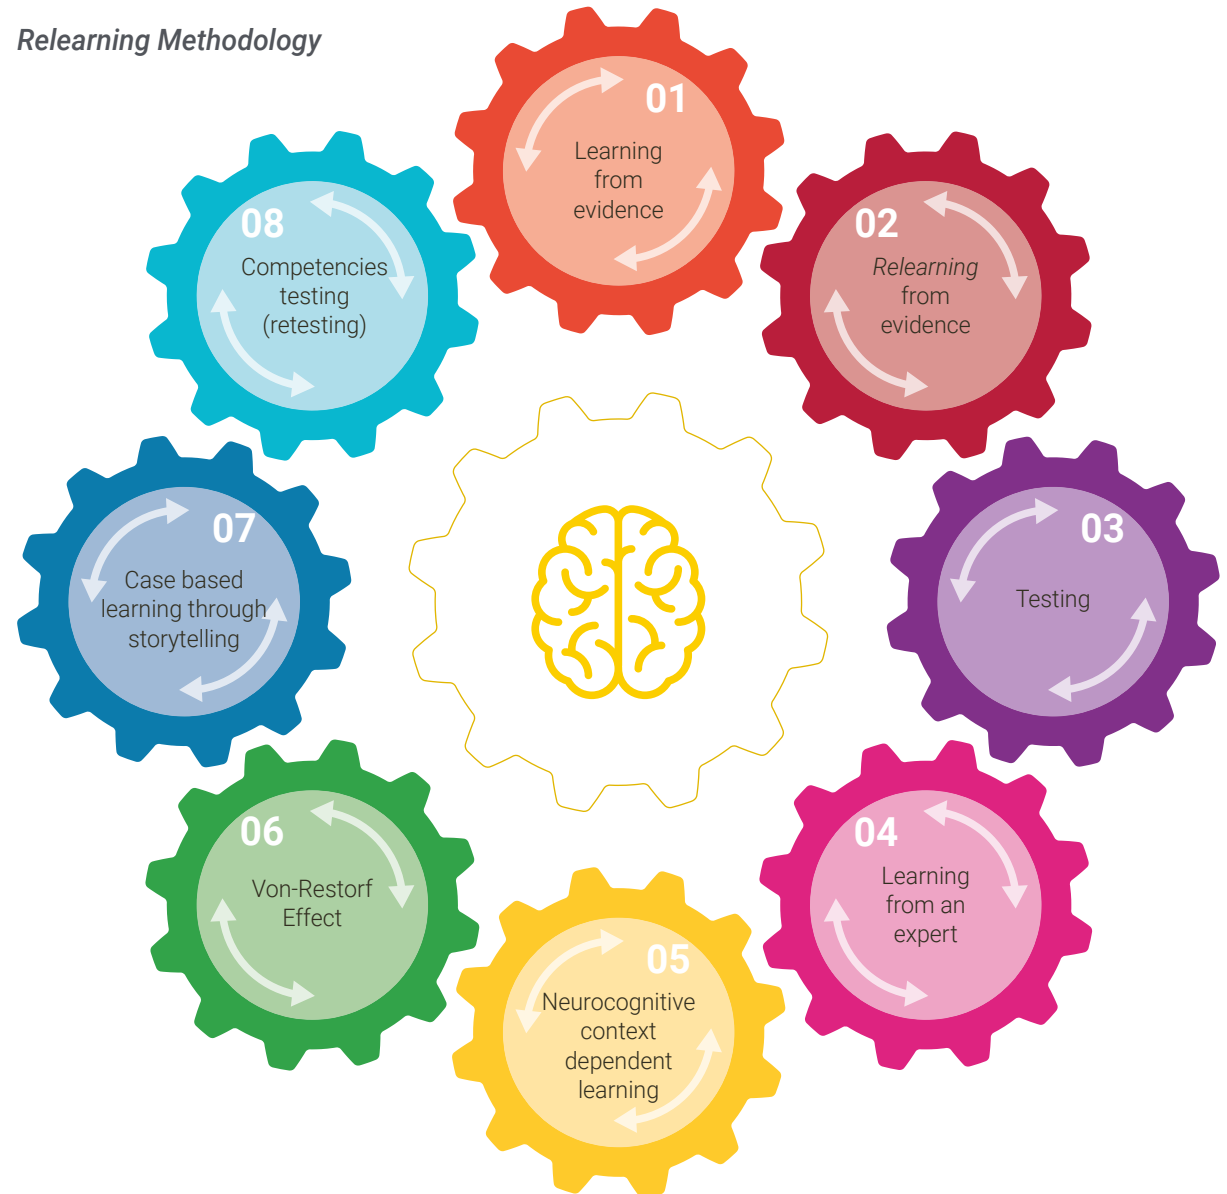 Relearning Methodology
01
Learning
from
evidence
02
Relearning
from
evidence
03
Testing
04
Learning
from an
expert
05
Neurocognitive
context
dependent
learning
06
Von-Restorf
Effect
07
Case based
learning through
storytelling
08
Competencies
testing
(retesting)